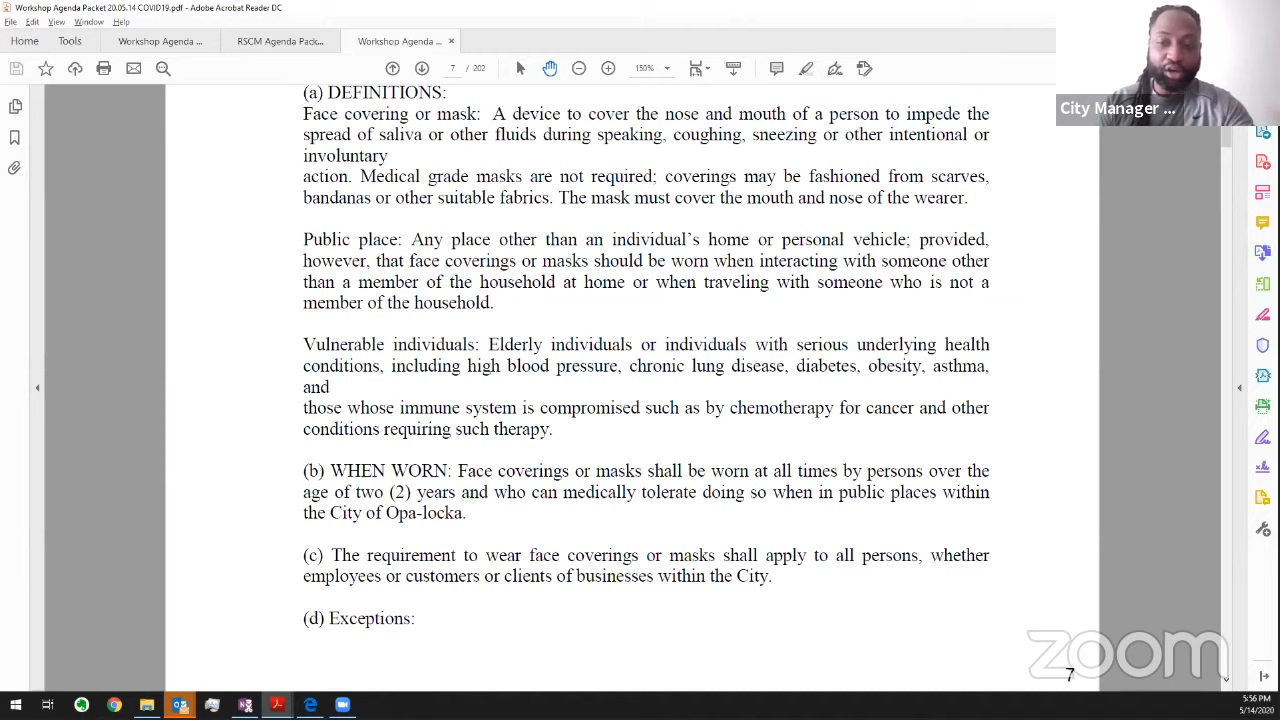 Workshop Agenda Packet 20.05.14 COVID19.pdf - Adobe Acrobat Reader DC
File Edit View Window Help
Home Tools Workshop Agenda ... RSCM Agenda Pack... Workshop Agenda ... ×
7 / 202 150%
City Manager ...
(a) DEFINITIONS:
Face covering or mask: A device to cover the nose and mouth of a person to impede the
spread of saliva or other fluids during speaking, coughing, sneezing or other intentional or
involuntary
action. Medical grade masks are not required; coverings may be fashioned from scarves,
bandanas or other suitable fabrics. The mask must cover the mouth and nose of the wearer.
Public place: Any place other than an individual’s home or personal vehicle; provided,
however, that face coverings or masks should be worn when interacting with someone other
than a member of the household at home or when traveling with someone who is not a
member of the household.
Vulnerable individuals: Elderly individuals or individuals with serious underlying health
conditions, including high blood pressure, chronic lung disease, diabetes, obesity, asthma,
and
those whose immune system is compromised such as by chemotherapy for cancer and other
conditions requiring such therapy.
(b) WHEN WORN: Face coverings or masks shall be worn at all times by persons over the
age of two (2) years and who can medically tolerate doing so when in public places within
the City of Opa-locka.
(c) The requirement to wear face coverings or masks shall apply to all persons, whether
employees or customers or clients of businesses within the City.
(d) Exceptions:
zoom
7
5:56 PM
5/14/2020